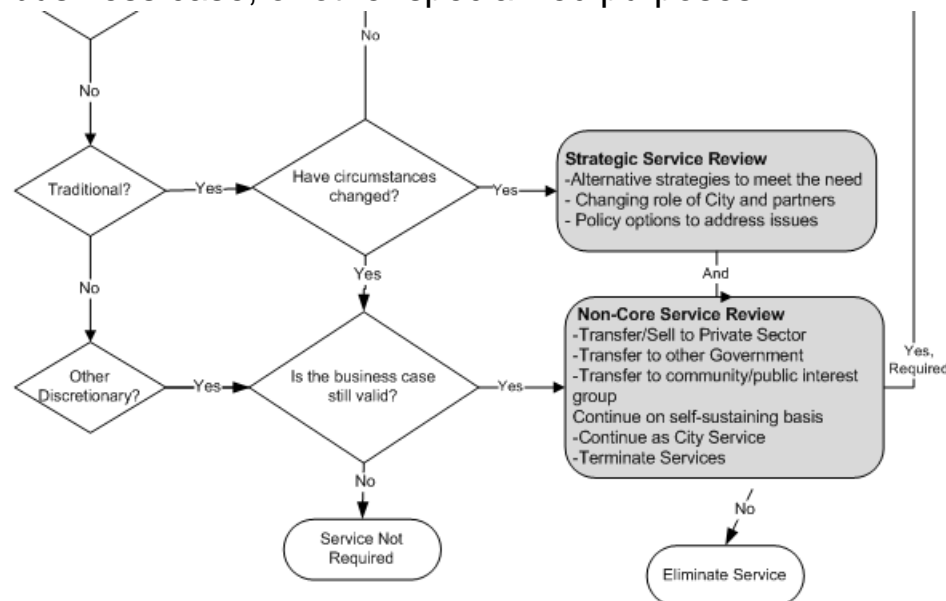 No
No
Traditional?
Yes
Have circumstances
changed?
Yes
Strategic Service Review
-Alternative strategies to meet the need
- Changing role of City and partners
- Policy options to address issues
No
Yes
And
Other
Discretionary?
Yes
Is the business case
still valid?
Yes
Non-Core Service Review
-Transfer/Sell to Private Sector
-Transfer to other Government
-Transfer to community/public interest
group
Continue on self-sustaining basis
-Continue as City Service
-Terminate Services
Yes,
Required
No
Service Not
Required
No
Eliminate Service